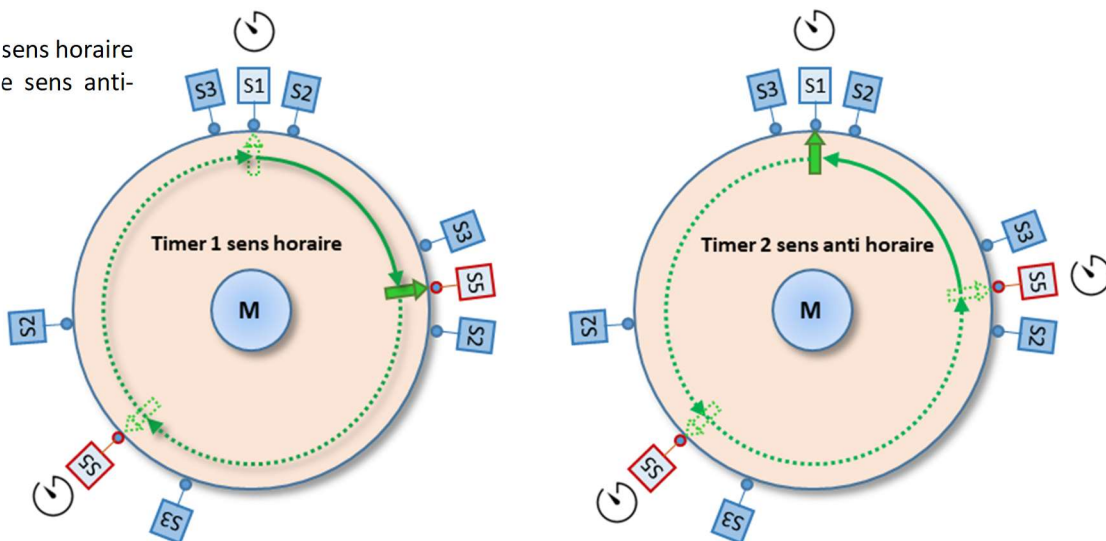 sens horaire
e sens anti-
S3 S1 S2
S3
S5
S2
Timer 1 sens horaire
M
S2
S5
S3
S3 S1 S2
S3
S5
S2
Timer 2 sens anti horaire
M
S2
S5
S3